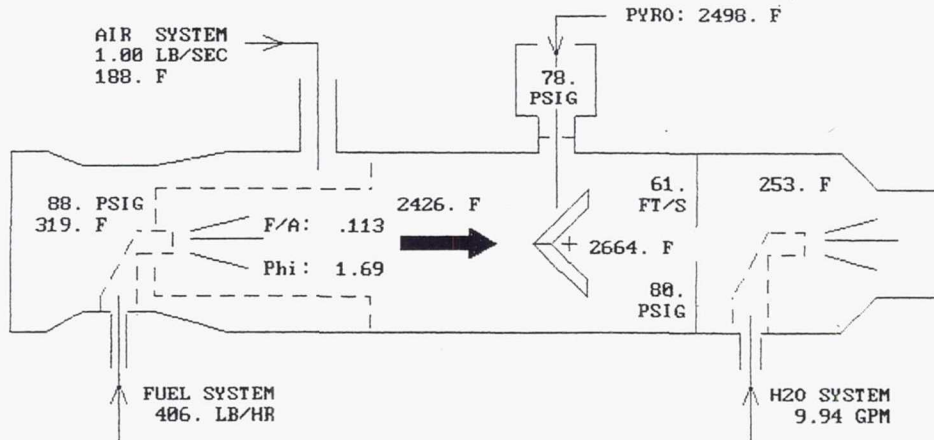 PYRO: 2498. F
AIR SYSTEM
1.00 LB/SEC
188. F
78.
PSIG
88. PSIG
319. F
F/A: .113
Phi: 1.69
2426. F
2664. F
61.
FT/S
80.
PSIG
253. F
FUEL SYSTEM
406. LB/HR
H2O SYSTEM
9.94 GPM